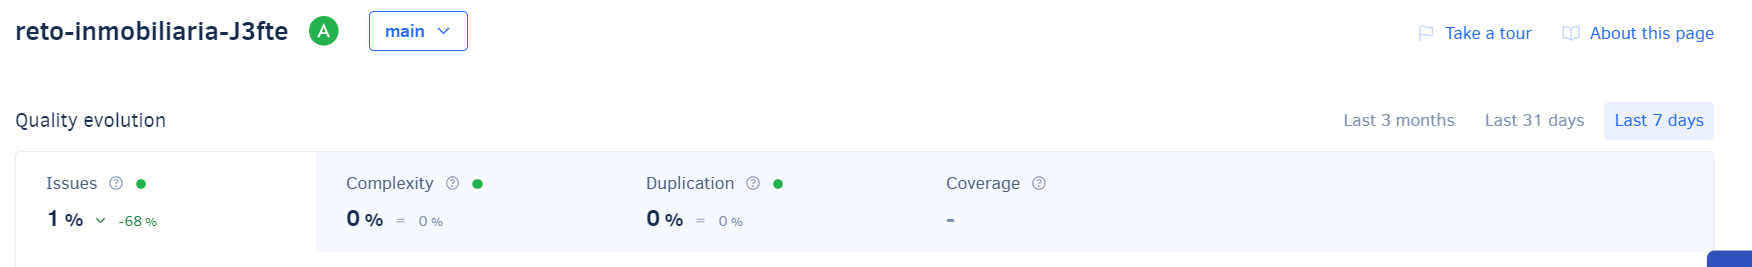 reto-inmobiliaria-J3fte A main Take a tour About this page
Quality evolution Last 3 months Last 31 days Last 7 days
Issues ? Complexity ? Duplication ? Coverage ?
1 % -68 % 0 % = 0 % 0 % = 0 % -